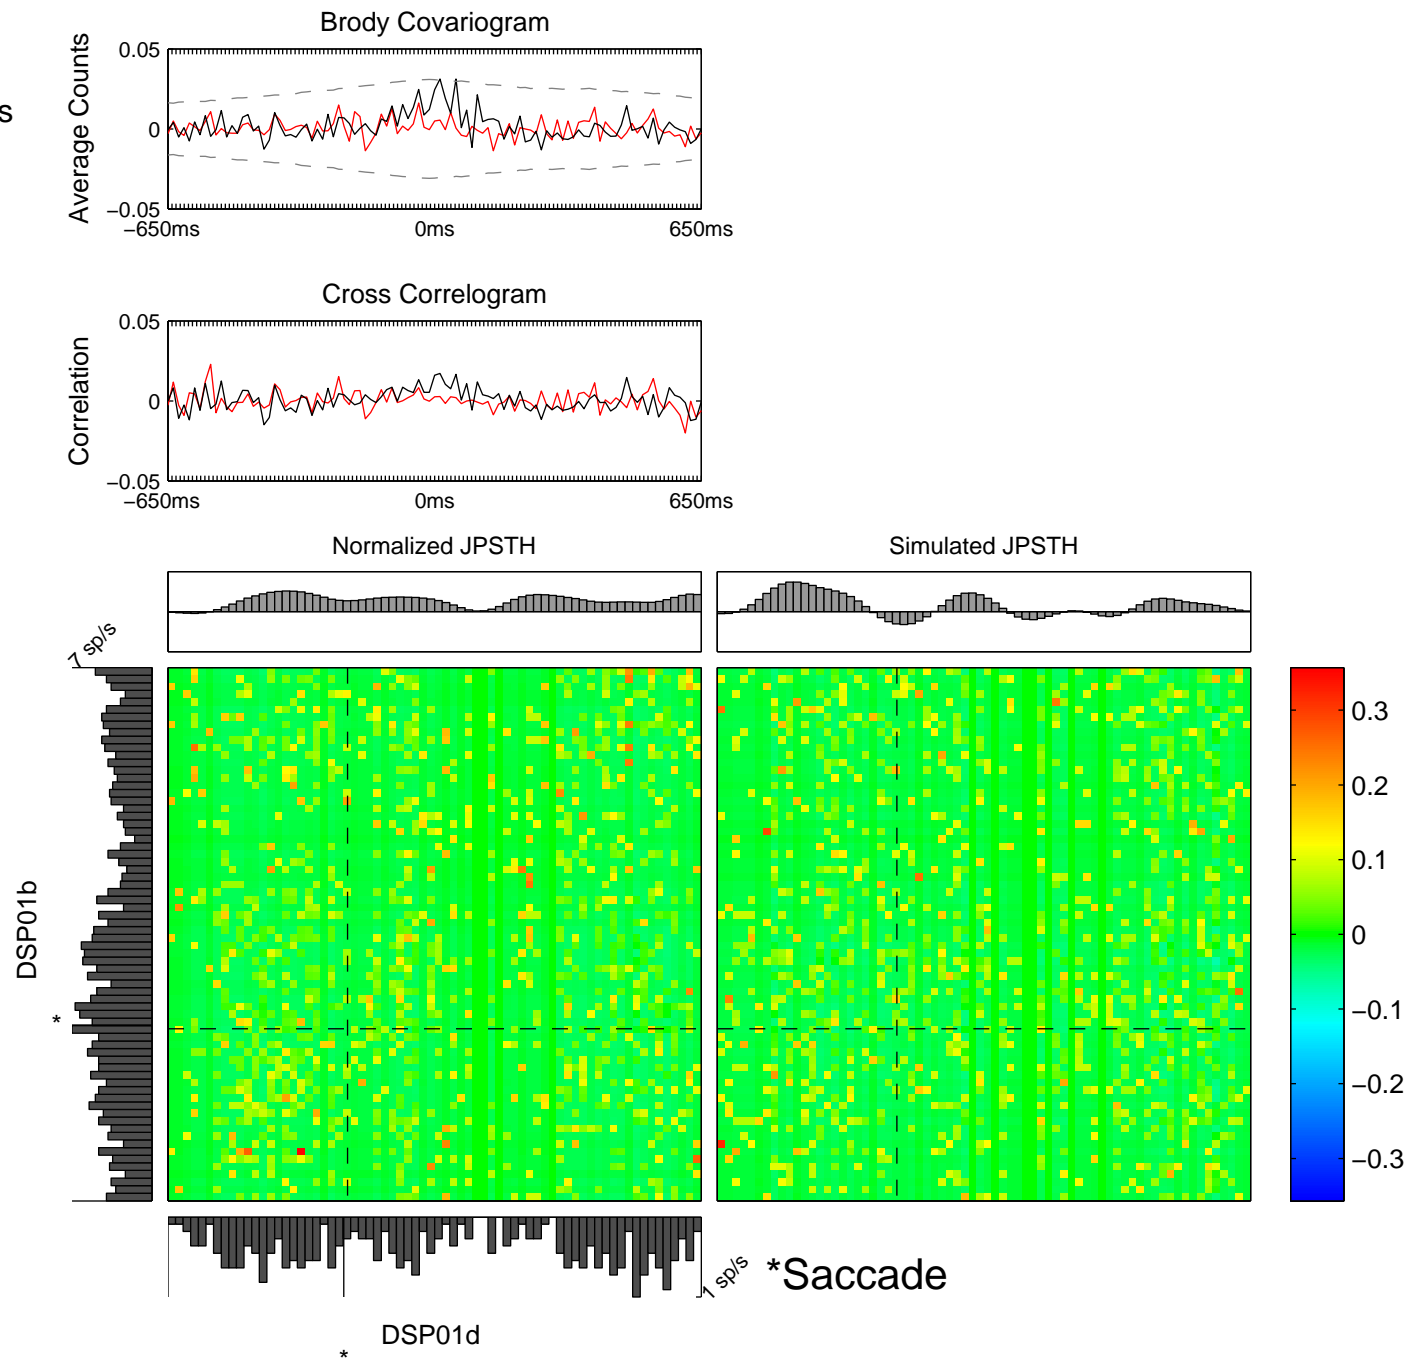 Brody Covariogram
s
Average Counts
0.05
0
−0.05
−650ms 0ms 650ms
Cross Correlogram
Correlation
0.05
0
−0.05
−650ms 0ms 650ms
Normalized JPSTH
Simulated JPSTH
7 sp/s
DSP01b
*
0.3
0.2
0.1
0
−0.1
−0.2
−0.3
1 sp/s
*Saccade
DSP01d
*